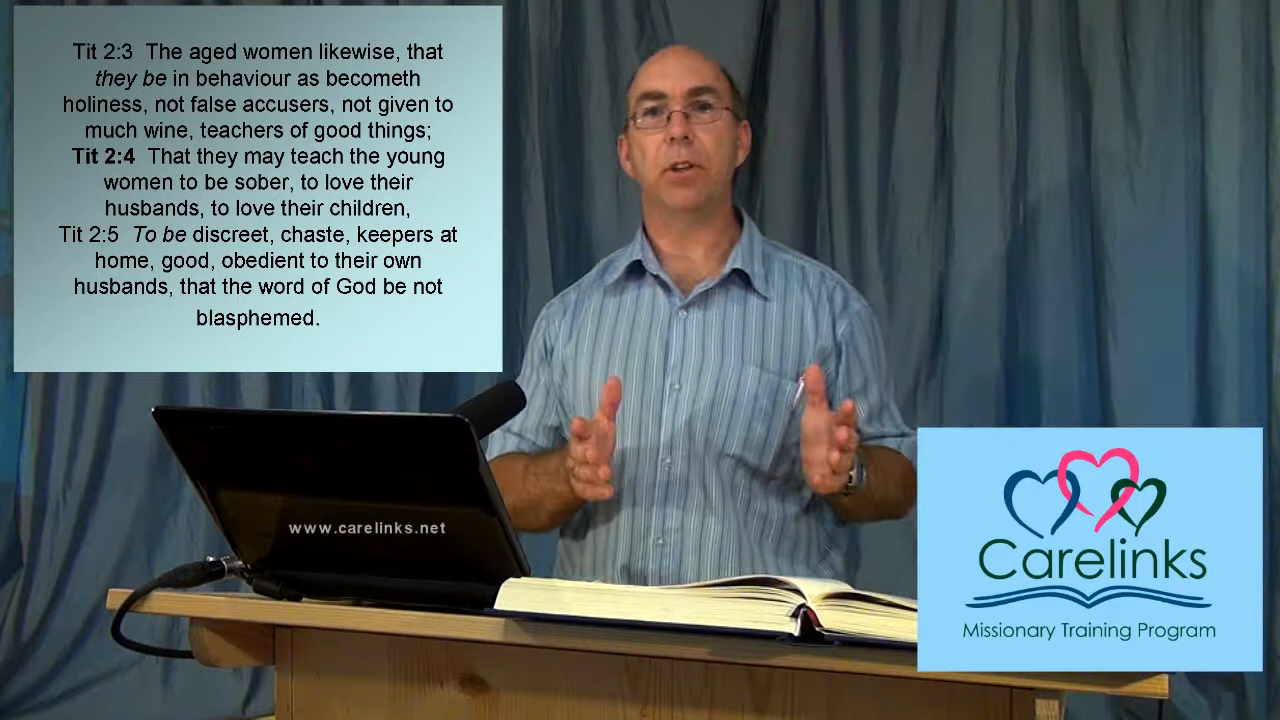 Tit 2:3 The aged women likewise, that
they be in behaviour as becometh
holiness, not false accusers, not given to
much wine, teachers of good things;
Tit 2:4 That they may teach the young
women to be sober, to love their
husbands, to love their children,
Tit 2:5 To be discreet, chaste, keepers at
home, good, obedient to their own
husbands, that the word of God be not
blasphemed.
www.carelinks.net
Carelinks
Missionary Training Program